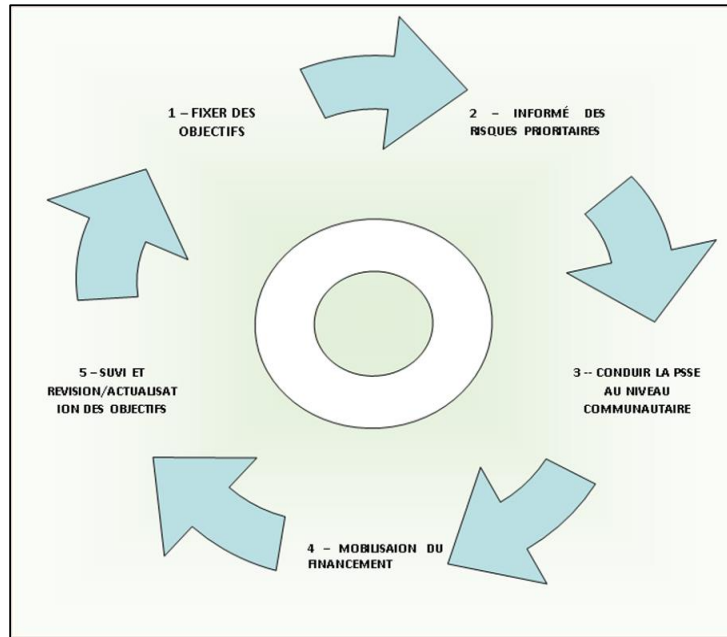 1 – FIXER DES
OBJECTIFS
2 – INFORMÉ DES
RISQUES PRIORITAIRES
3 -- CONDUIR LA PSSE
AU NIVEAU
COMMUNAUTAIRE
4 – MOBILISAION DU
FINANCEMENT
5 – SUIVI ET
REVISION/ACTUALISAT
ION DES OBJECTIFS